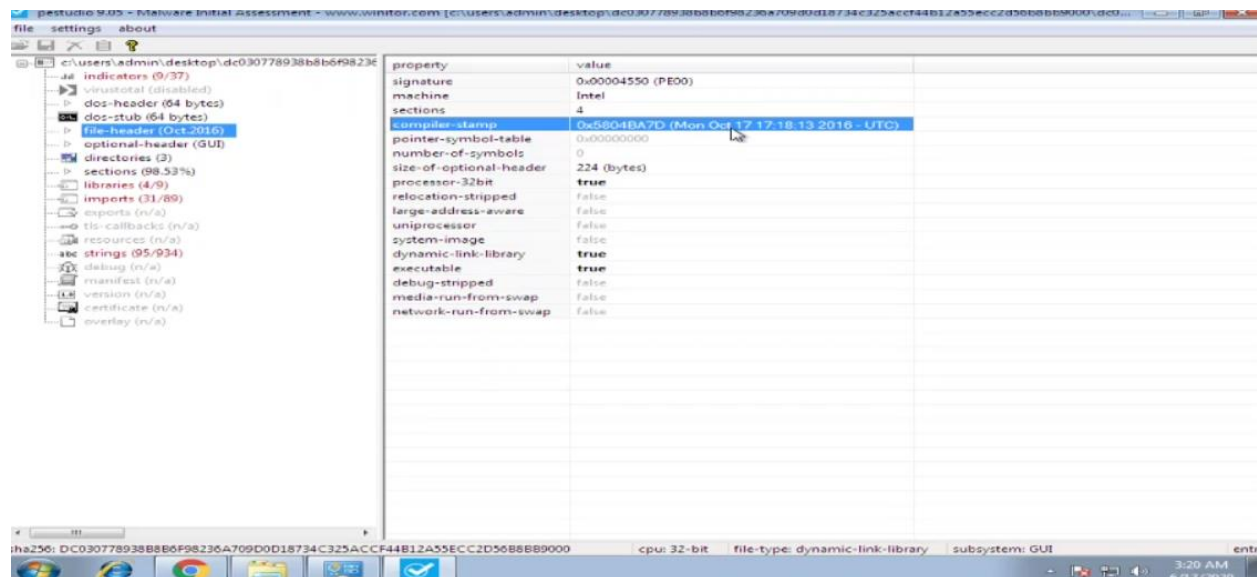 pestudio 9.05 - Malware Initial Assessment - www.winitor.com [c:\users\admin\desktop\dc030778938b8b6f98236a709d0d18734c325accf44b12a55ecc2d56b8bb9000\dc0...
file settings about
c:\users\admin\desktop\dc030778938b8b6f98236
indicators (9/37)
virustotal (disabled)
dos-header (64 bytes)
dos-stub (64 bytes)
file-header (Oct.2016)
optional-header (GUI)
directories (3)
sections (98.53%)
libraries (4/9)
imports (31/89)
exports (n/a)
tls-callbacks (n/a)
resources (n/a)
abc strings (95/934)
debug (n/a)
manifest (n/a)
version (n/a)
certificate (n/a)
overlay (n/a)
property value
signature 0x00004550 (PE00)
machine Intel
sections 4
compiler-stamp 0x5804BA7D (Mon Oct 17 17:18:13 2016 - UTC)
pointer-symbol-table 0x00000000
number-of-symbols 0
size-of-optional-header 224 (bytes)
processor-32bit true
relocation-stripped false
large-address-aware false
uniprocessor false
system-image false
dynamic-link-library true
executable true
debug-stripped false
media-run-from-swap false
network-run-from-swap false
ha256: DC030778938B8B6F98236A709D0D18734C325ACCF44B12A55ECC2D56B8BB9000 cpu: 32-bit file-type: dynamic-link-library subsystem: GUI entr
3:20 AM